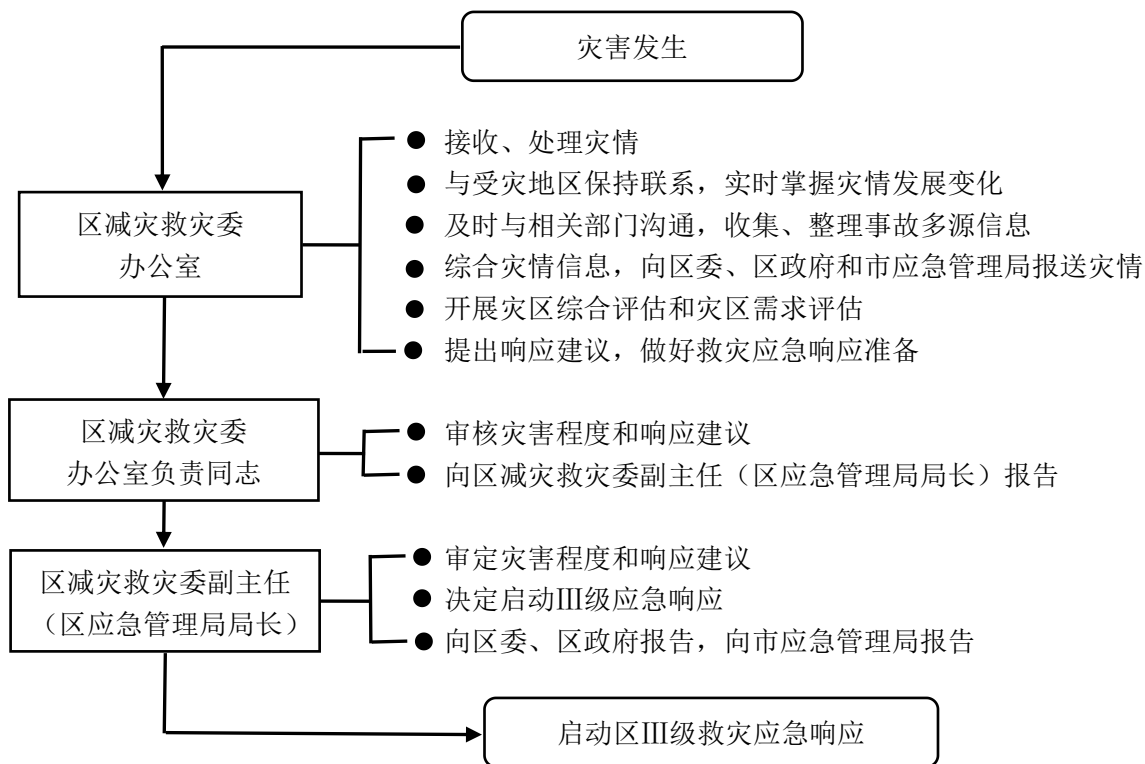 灾害发生
区减灾救灾委
办公室
● 接收、处理灾情
● 与受灾地区保持联系，实时掌握灾情发展变化
● 及时与相关部门沟通，收集、整理事故多源信息
● 综合灾情信息，向区委、区政府和市应急管理局报送灾情
● 开展灾区综合评估和灾区需求评估
● 提出响应建议，做好救灾应急响应准备
区减灾救灾委
办公室负责同志
● 审核灾害程度和响应建议
● 向区减灾救灾委副主任（区应急管理局局长）报告
区减灾救灾委副主任
（区应急管理局局长）
● 审定灾害程度和响应建议
● 决定启动Ⅲ级应急响应
● 向区委、区政府报告，向市应急管理局报告
启动区Ⅲ级救灾应急响应